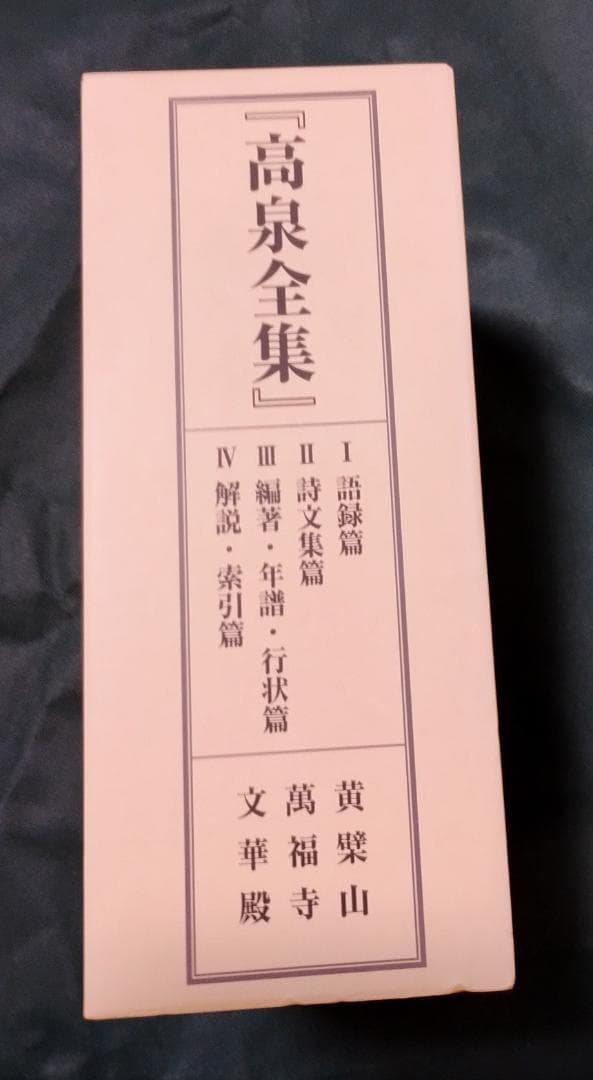 『高泉全集』
Ⅰ 語録篇
Ⅱ 詩文集篇
Ⅲ 編著・年譜・行状篇
Ⅳ 解説・索引篇
黄檗山
萬福寺
文華殿